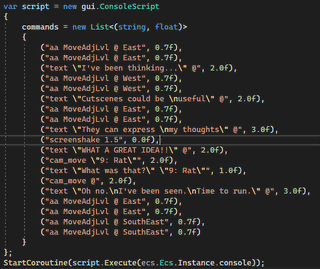 var script = new gui.ConsoleScript
{
commands = new List<(string, float)>
{
("aa MoveAdjLvl @ East", 0.7f),
("aa MoveAdjLvl @ East", 0.7f),
("text \"I've been thinking...\" @", 2.0f),
("aa MoveAdjLvl @ West", 0.7f),
("aa MoveAdjLvl @ West", 0.7f),
("text \"Cutscenes could be \nuseful\" @", 2.0f),
("aa MoveAdjLvl @ East", 0.7f),
("aa MoveAdjLvl @ East", 0.7f),
("text \"They can express \nmy thoughts\" @", 3.0f),
("screenshake 1.5", 0.0f),
("text \"WHAT A GREAT IDEA!!\" @", 2.0f),
("cam_move \"9: Rat\"", 2.0f),
("text \"What was that?\" \"9: Rat\"", 1.0f),
("cam_move @", 2.0f),
("text \"Oh no.\nI've been seen.\nTime to run.\" @", 3.0f),
("aa MoveAdjLvl @ East", 0.7f),
("aa MoveAdjLvl @ East", 0.7f),
("aa MoveAdjLvl @ SouthEast", 0.7f),
("aa MoveAdjLvl @ SouthEast", 0.7f)
}
};
StartCoroutine(script.Execute(ecs.Ecs.Instance.console));